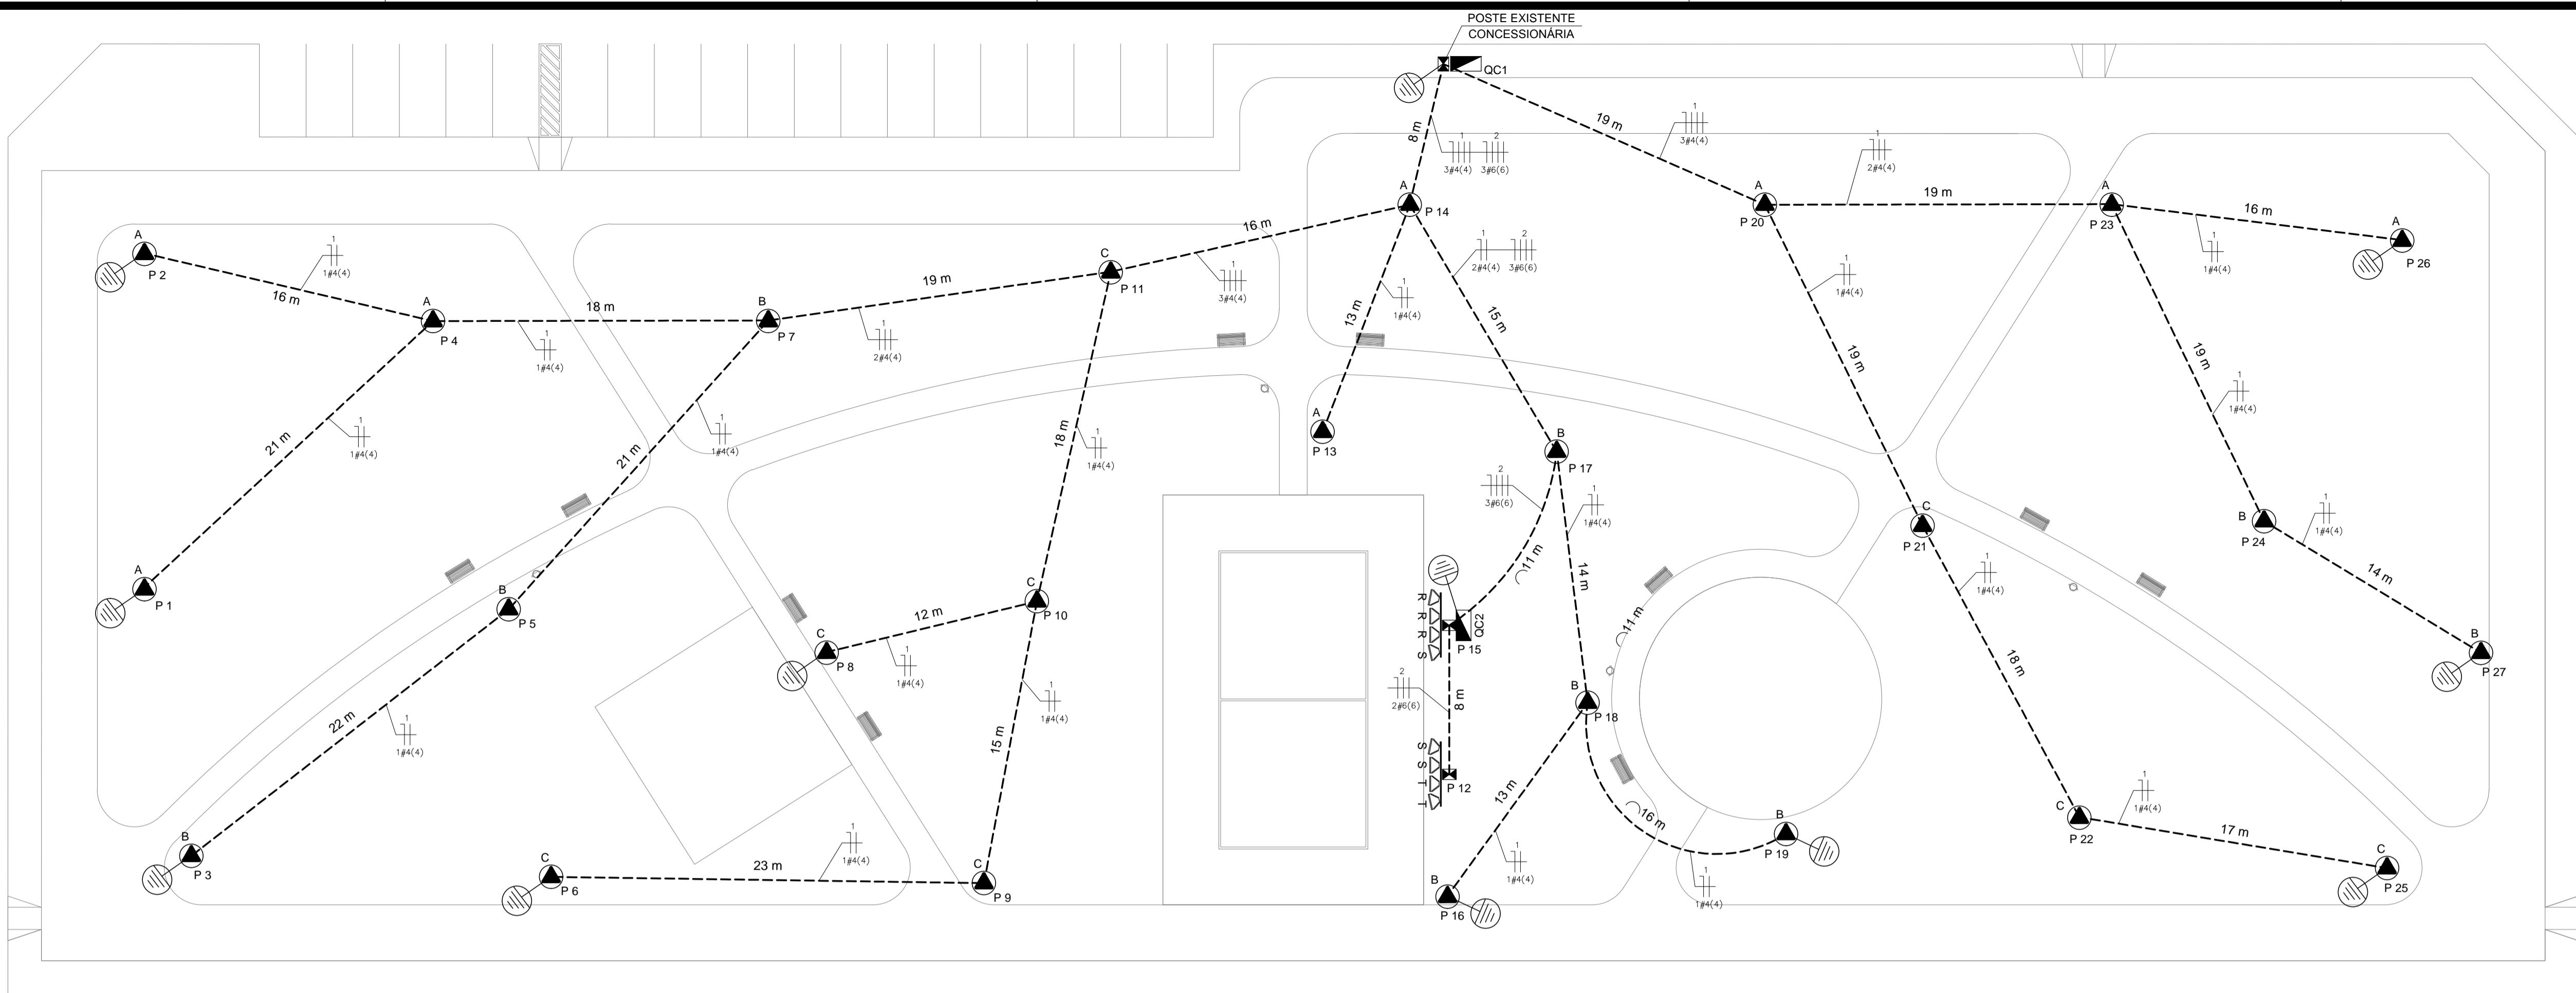 POSTE EXISTENTE
CONCESSIONÁRIA
QC1
8 m
1 2
3#4(4) 3#6(6)
19 m
1
3#4(4)
1
2#4(4)
A
P 14
A
P 20
19 m
A
P 23
16 m
1
1#4(4)
A
P 26
A
P 2
1
1#4(4)
16 m
A
P 4
18 m
1
1#4(4)
B
P 7
19 m
1
2#4(4)
C
P 11
16 m
1
3#4(4)
13 m
1
1#4(4)
1 2
2#4(4) 3#6(6)
15 m
1
1#4(4)
19 m
19 m
1
1#4(4)
21 m
1
1#4(4)
21 m
1
1#4(4)
18 m
1
1#4(4)
A
P 13
B
P 17
2
3#6(6)
1
1#4(4)
11 m
14 m
C
P 21
B
P 24
1
1#4(4)
14 m
B
P 27
A
P 1
B
P 5
C
P 10
12 m
C
P 8
1
1#4(4)
R
R
R
S
QC2
P 15
11 m
1
1#4(4)
18 m
22 m
1
1#4(4)
15 m
1
1#4(4)
2
2#6(6)
8 m
B
P 18
S
S
T
T
P 12
13 m
1
1#4(4)
16 m
1
1#4(4)
B
P 19
C
P 22
1
1#4(4)
17 m
C
P 25
B
P 3
C
P 6
23 m
1
1#4(4)
C
P 9
B
P 16